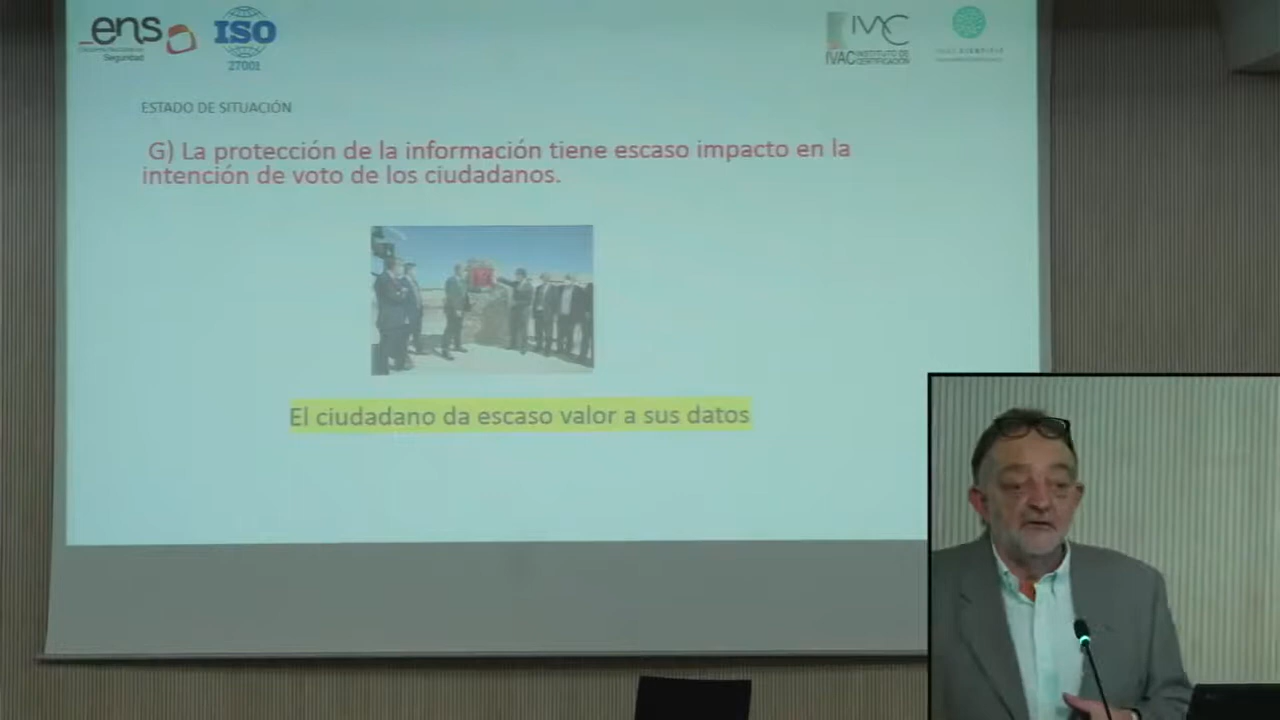 ens
Seguridad
ISO
27001
IVAC
IVAC INSTITUTO DE
CERTIFICACIÓN
ESTADO DE SITUACIÓN
G) La protección de la información tiene escaso impacto en la
intención de voto de los ciudadanos.
El ciudadano da escaso valor a sus datos